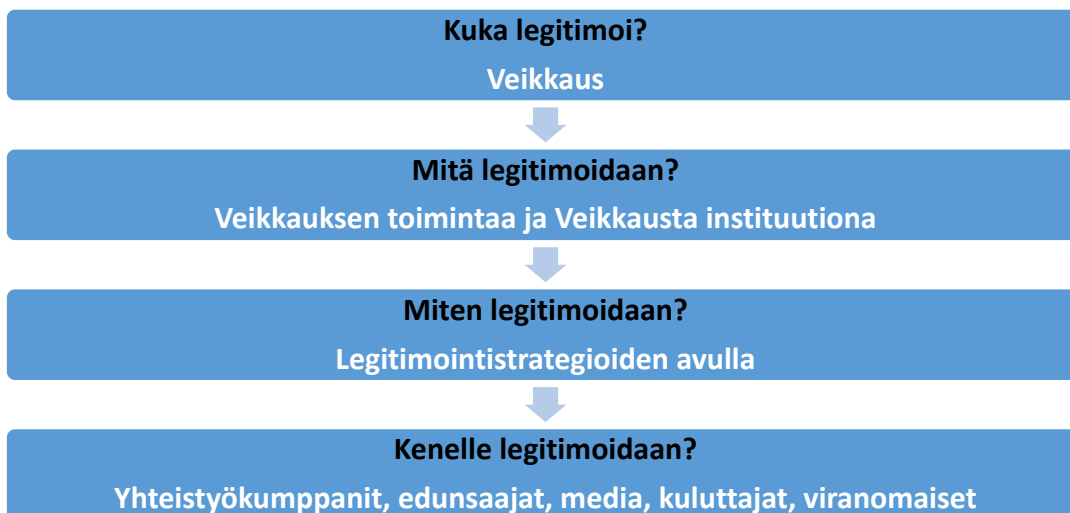 Kuka legitimoi?
Veikkaus
Mitä legitimoidaan?
Veikkauksen toimintaa ja Veikkausta instituutiona
Miten legitimoidaan?
Legitimointistrategioiden avulla
Kenelle legitimoidaan?
Yhteistyökumppanit, edunsaajat, media, kuluttajat, viranomaiset